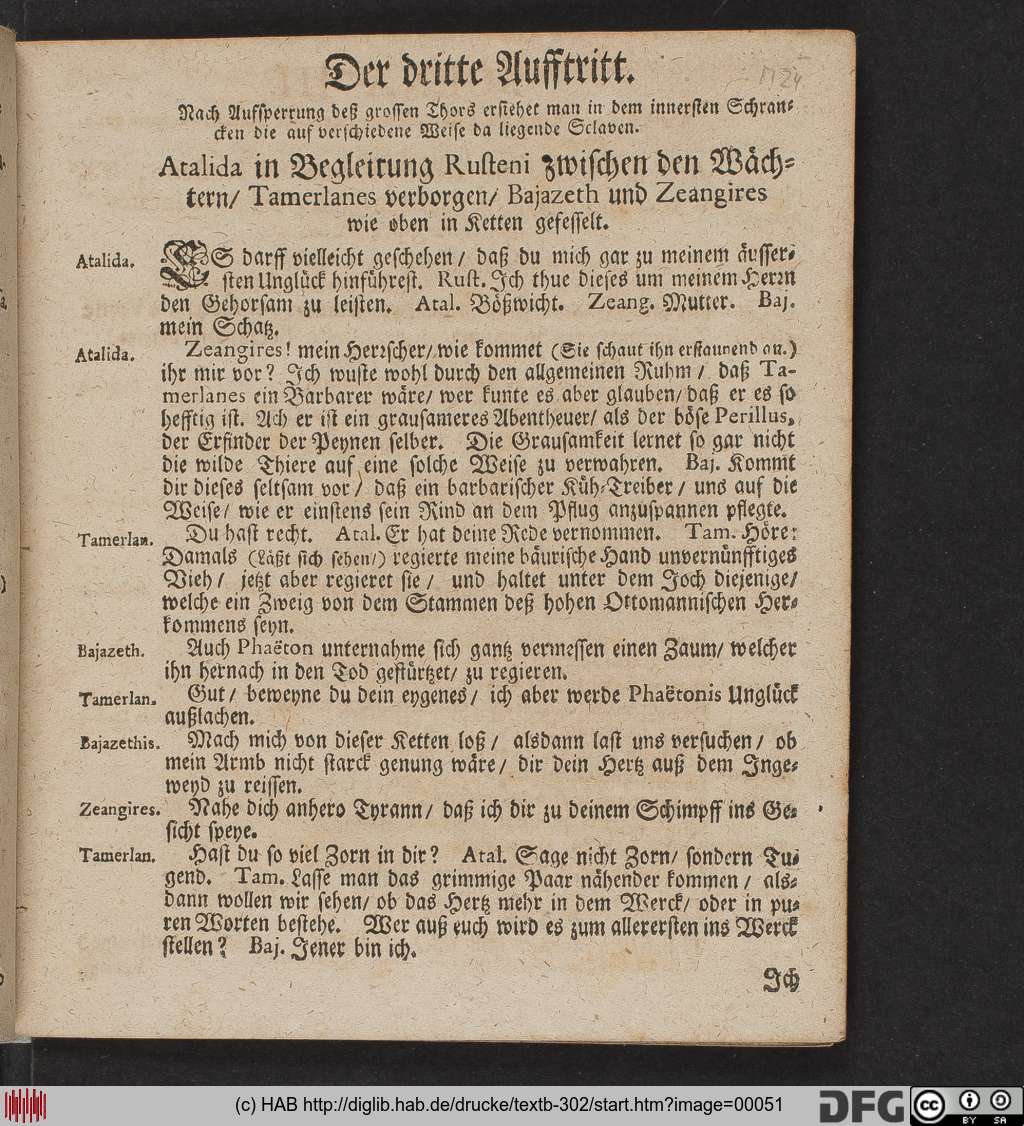 Der dritte Aufftritt.
Nach Aufsperrung deß grossen Thors ersiehet man in dem innersten Schran-
cken die auf verschiedene Weise da liegende Sclaven.
Atalida in Begleitung Rusteni zwischen den Wäch-
tern/ Tamerlanes verborgen/ Bajazeth und Zeangires
wie oben in Ketten gefesselt.
Atalida. ES darff vielleicht geschehen/ daß du mich gar zu meinem äusser-
sten Unglück hinführest. Rust. Ich thue dieses um meinem Herrn
den Gehorsam zu leisten. Atal. Bößwicht. Zeang. Mutter. Baj.
mein Schatz.
Atalida. Zeangires! mein Herrscher/ wie kommet (Sie schaut ihn erstaunend an.)
ihr mir vor? Ich wuste wohl durch den allgemeinen Ruhm/ daß Ta-
merlanes ein Barbarer wäre/ wer kunte es aber glauben/ daß er es so
hefftig ist. Ach er ist ein grausameres Abentheuer/ als der böse Perillus,
der Erfinder der Peynen selber. Die Grausamkeit lernet so gar nicht
die wilde Thiere auf eine solche Weise zu verwahren. Baj. Kommt
dir dieses seltsam vor/ daß ein barbarischer Küh-Treiber/ uns auf die
Weise/ wie er einstens sein Rind an dem Pflug anzuspannen pflegte.
Tamerlan. Du hast recht. Atal. Er hat deine Rede vernommen. Tam. Höre:
Damals (Läßt sich sehen/) regierte meine bäurische Hand unvernünfftiges
Vieh/ jetzt aber regieret sie/ und haltet unter dem Joch diejenige/
welche ein Zweig von dem Stammen deß hohen Ottomannischen Her-
kommens seyn.
Bajazeth. Auch Phaëton unternahme sich gantz vermessen einen Zaum/ welcher
ihn hernach in den Tod gestürtzet/ zu regieren.
Tamerlan. Gut/ beweyne du dein eygenes/ ich aber werde Phaëtonis Unglück
außlachen.
Bajazethis. Mach mich von dieser Ketten loß/ alsdann last uns versuchen/ ob
mein Armb nicht starck genung wäre/ dir dein Hertz auß dem Inge-
weyd zu reissen.
Zeangires. Nahe dich anhero Tyrann/ daß ich dir zu deinem Schimpff ins Ge-
sicht speye.
Tamerlan. Hast du so viel Zorn in dir? Atal. Sage nicht Zorn/ sondern Tu-
gend. Tam. Lasse man das grimmige Paar nähender kommen/ als-
dann wollen wir sehen/ ob das Hertz mehr in dem Werck/ oder in pu-
ren Worten bestehe. Wer auß euch wird es zum allerersten ins Werck
stellen? Baj. Jener bin ich.
Ich
(c) HAB http://diglib.hab.de/drucke/textb-302/start.htm?image=00051
DFG
cc BY SA